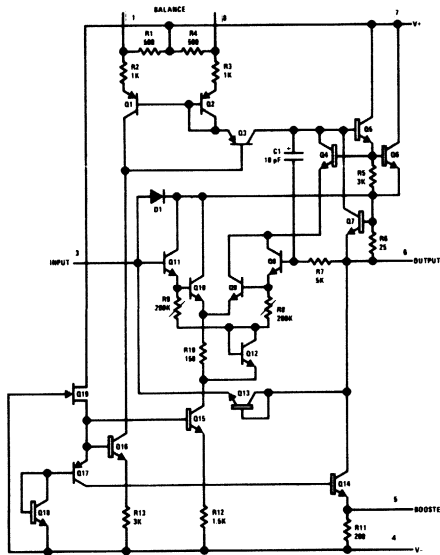 BALANCE
1
8
7
V+
R1
500
R4
500
R2
1K
R3
1K
Q1
Q2
Q3
Q5
C1
10 pF
Q4
Q6
R5
3K
D1
Q7
R6
25
3
INPUT
Q11
Q10
Q9
Q8
6
OUTPUT
R7
5K
R9
200K
R8
200K
Q12
R10
150
Q13
Q19
Q15
Q16
Q17
Q14
Q18
5
BOOSTE
R13
3K
R12
1.5K
R11
200
4
V-